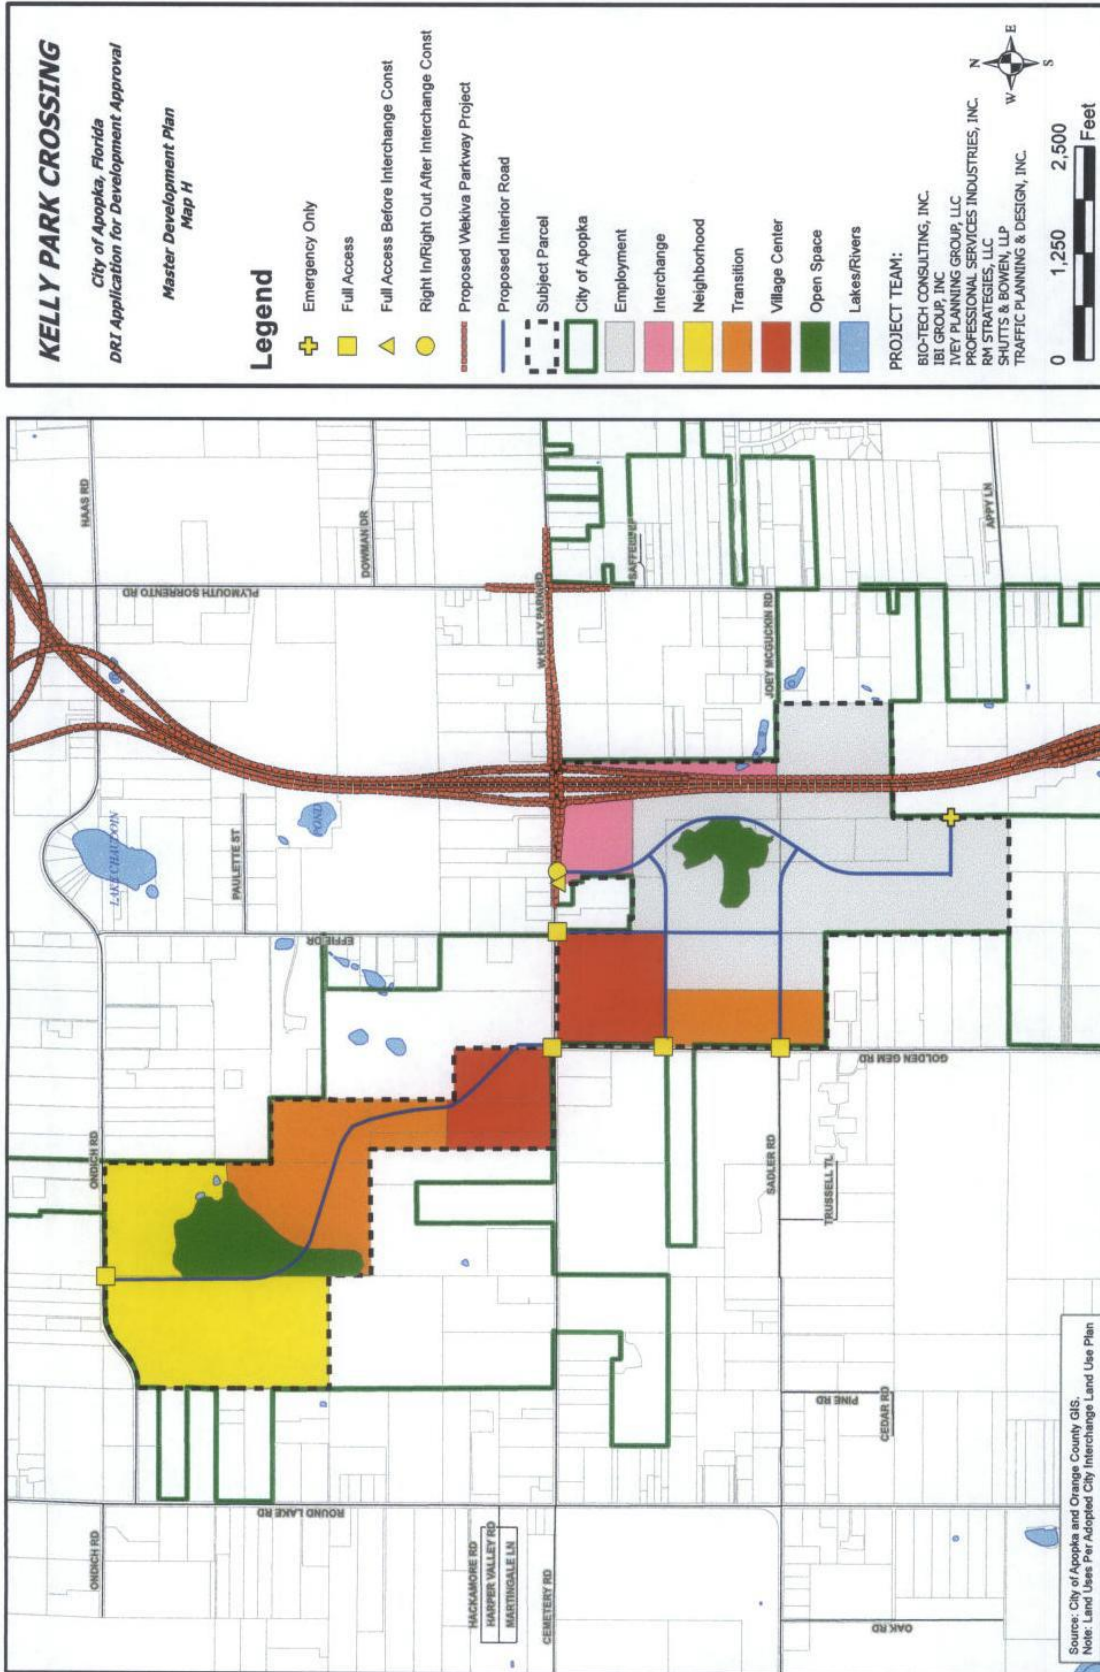 KELLY PARK CROSSING
City of Apopka, Florida
DRI Application for Development Approval
Master Development Plan
Map H
Legend
Emergency Only
Full Access
Full Access Before Interchange Const
Right In/Right Out After Interchange Const
Proposed Wekiva Parkway Project
Proposed Interior Road
Subject Parcel
City of Apopka
Employment
Interchange
Neighborhood
Transition
Village Center
Open Space
Lakes/Rivers
PROJECT TEAM:
BIO-TECH CONSULTING, INC.
IBI GROUP, INC
IVEY PLANNING GROUP, LLC
PROFESSIONAL SERVICES INDUSTRIES, INC.
RM STRATEGIES, LLC
SHUTTS & BOWEN, LLP
TRAFFIC PLANNING & DESIGN, INC.
N
W
E
S
0 1,250 2,500
Feet
HAAS RD
DOWMAN DR
PLYMOUTH SORRENTO RD
W KELLY PARK RD
JOEY MCGUCKIN RD
APPY LN
LAKE CHAUDOIN
POND
PAULETTE ST
EFFIE DR
ONDICH RD
GOLDEN GEM RD
SADLER RD
TRUSSELL TL
PINE RD
CEDAR RD
ROUND LAKE RD
ONDICH RD
HACKAMORE RD
HARPER VALLEY RD
MARTINGALE LN
CEMETERY RD
OAK RD
Source: City of Apopka and Orange County GIS.
Note: Land Uses Per Adopted City Interchange Land Use Plan